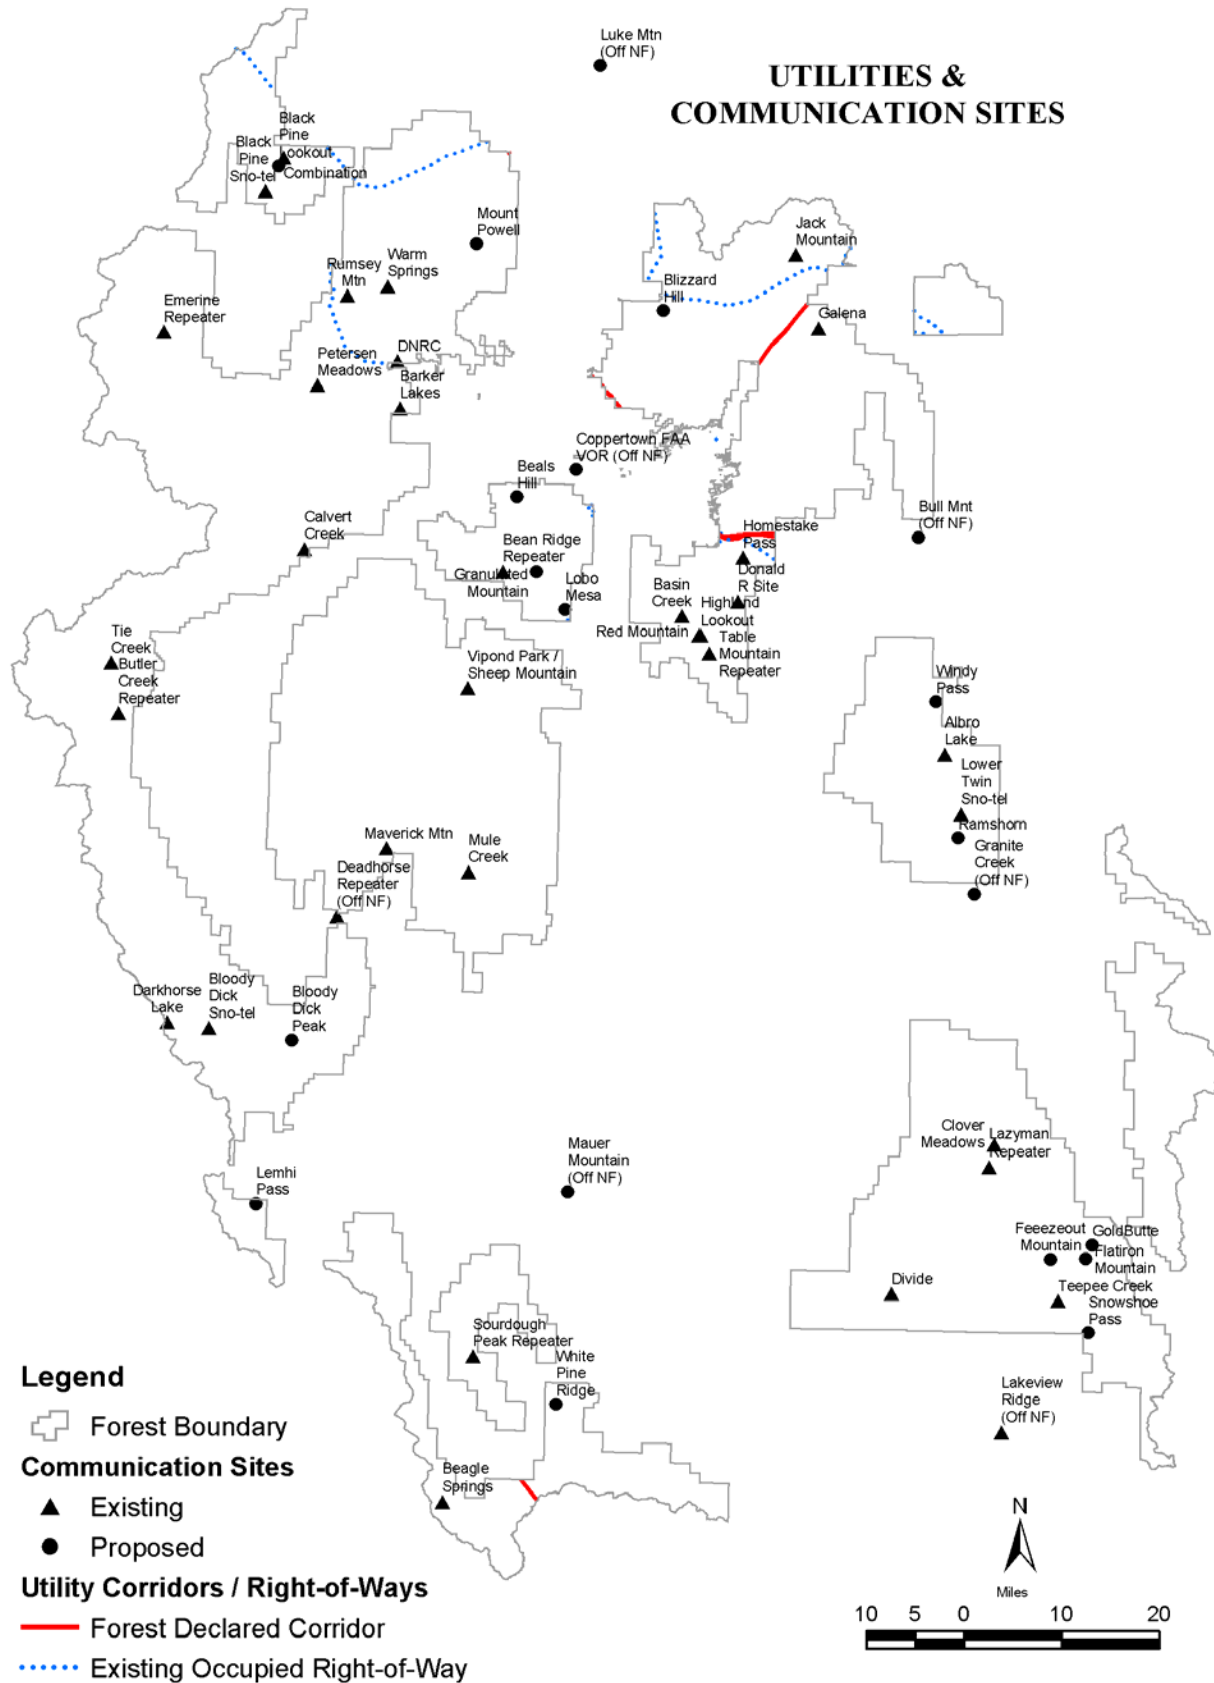 Luke Mtn
(Off NF)
UTILITIES &
COMMUNICATION SITES
Black
Pine
Lookout
Black
Pine
Sno-tel
Combination
Mount
Powell
Jack
Mountain
Warm
Springs
Rumsey
Mtn
Blizzard
Hill
Emerine
Repeater
Galena
DNRC
Petersen
Meadows
Barker
Lakes
Coppertown FAA
VOR (Off NF)
Beals
Hill
Bull Mnt
(Off NF)
Calvert
Creek
Homestake
Pass
Bean Ridge
Repeater
Granulated
Mountain
Lobo
Mesa
Donald
R Site
Basin
Creek
Highland
Lookout
Red Mountain
Table
Mountain
Repeater
Tie
Creek
Butler
Creek
Repeater
Vipond Park /
Sheep Mountain
Windy
Pass
Albro
Lake
Lower
Twin
Sno-tel
Ramshorn
Granite
Creek
(Off NF)
Maverick Mtn
Mule
Creek
Deadhorse
Repeater
(Off NF)
Darkhorse
Lake
Bloody
Dick
Sno-tel
Bloody
Dick
Peak
Clover
Meadows
Lazyman
Repeater
Mauer
Mountain
(Off NF)
Lemhi
Pass
Feeezeout
Mountain
GoldButte
Flatiron
Mountain
Divide
Teepee Creek
Snowshoe
Pass
Sourdough
Peak Repeater
White
Pine
Ridge
Lakeview
Ridge
(Off NF)
Beagle
Springs
Legend
Forest Boundary
Communication Sites
Existing
Proposed
Utility Corridors / Right-of-Ways
Forest Declared Corridor
Existing Occupied Right-of-Way
N
Miles
10 5 0 10 20